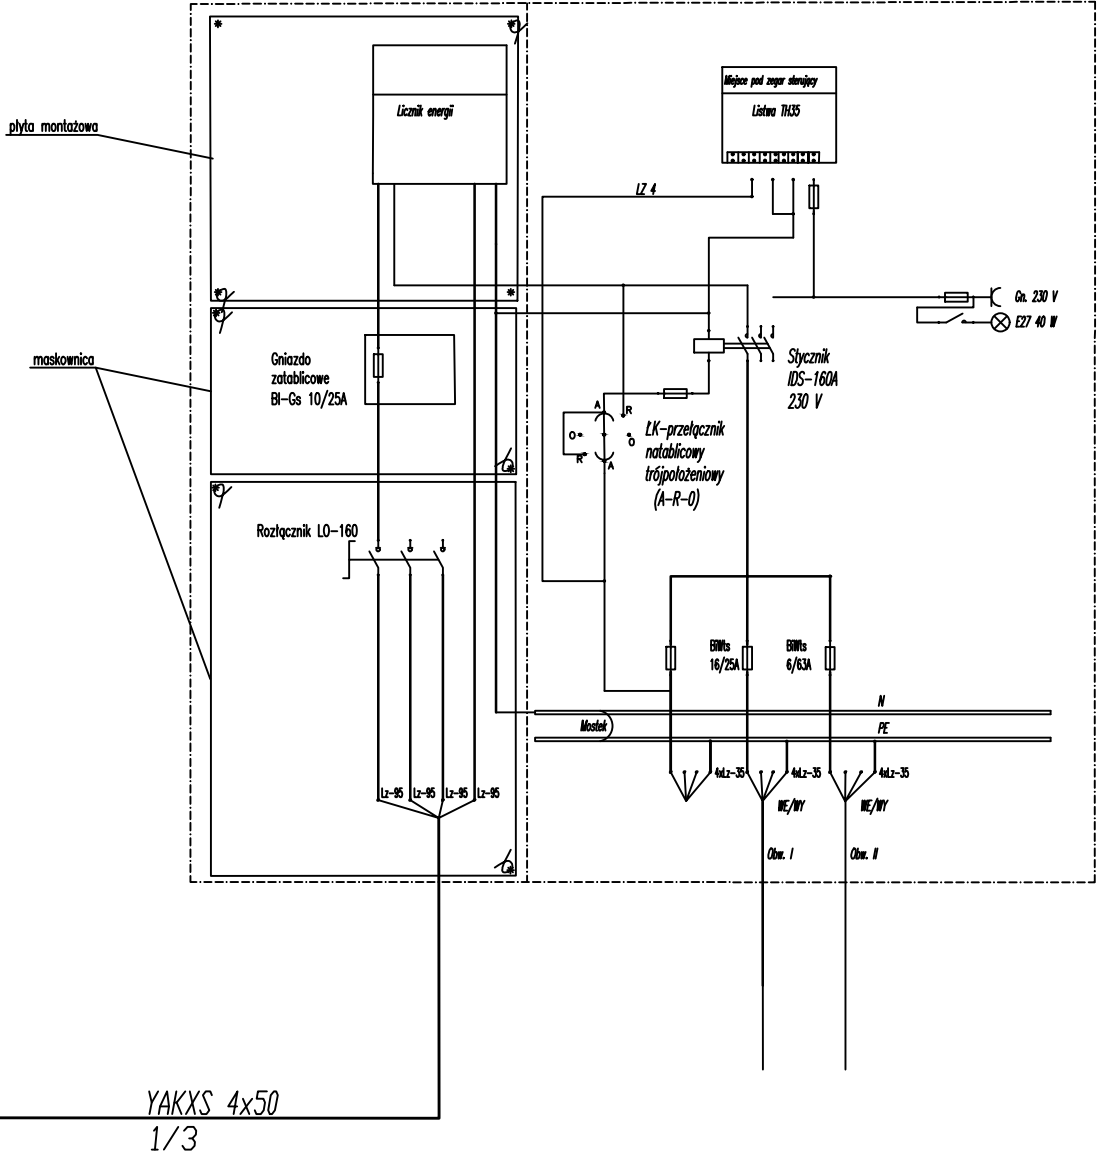 płyta montażowa
Licznik energii
Miejsce pod zegar sterujący
Listwa TH35
LZ 4
Gn. 230 V
E27 40 W
maskownica
Gniazdo
zatablicowe
BI-Gs 10/25A
Stycznik
IDS-160A
230 V
A
R
O
O
R
A
ŁK-przełącznik
natablicowy
trójpołożeniowy
(A-R-O)
Rozłącznik LO-160
BiWts
16/25A
BiWts
6/63A
N
Mostek
PE
4xLz-35
4xLz-35
4xLz-35
Lz-95
Lz-95
Lz-95
Lz-95
WE/WY
WE/WY
Obw. I
Obw. II
YAKXS 4x50
1/3